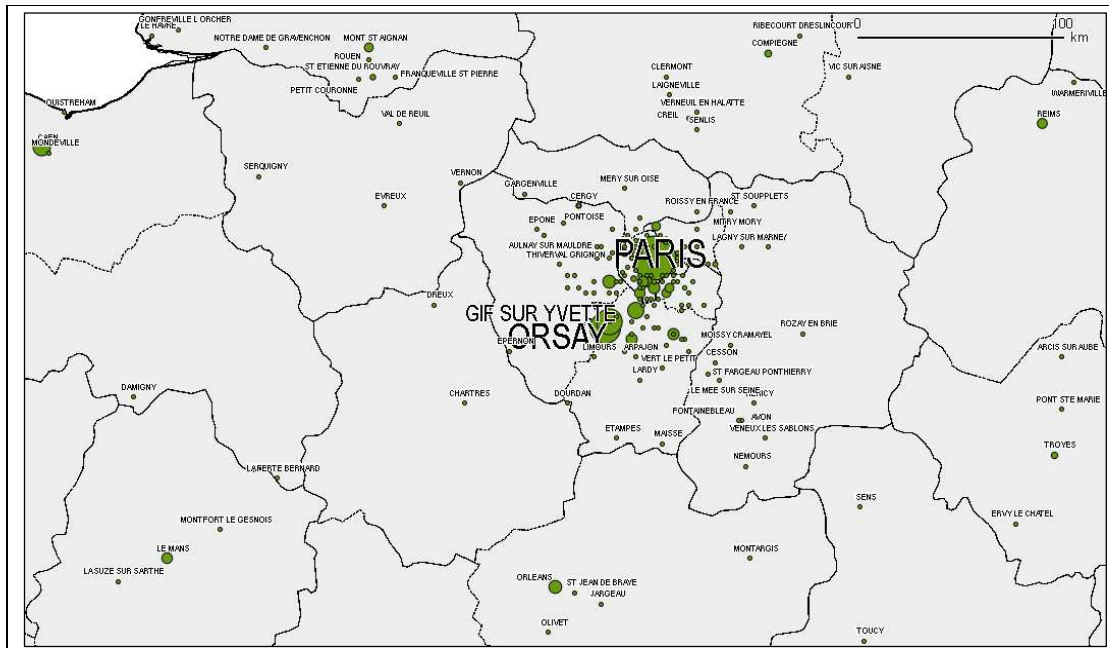 GONFREVILLE L ORCHER
LE HAVRE
NOTRE DAME DE GRAVENCHON
MONT ST AIGNAN
RIBECOURT DRESLINCOURT
0
100
km
COMPIEGNE
ROUEN
ST ETIENNE DU ROUVRAY
FRANQUEVILLE ST PIERRE
CLERMONT
VIC SUR AISNE
PETIT COURONNE
LAIGNEVILLE
WARMERIVILLE
OUISTREHAM
VERNEUIL EN HALATTE
VAL DE REUIL
CREIL
SENLIS
REIMS
CAEN
MONDEVILLE
SERQUIGNY
VERNON
MERY SUR OISE
GARGENVILLE
ST SOUPPLETS
EVREUX
CERGY
ROISSY EN FRANCE
EPONE
PONTOISE
MITRY MORY
AULNAY SUR MAULDRE
PARIS
LAGNY SUR MARNE
THIVERVAL GRIGNON
DREUX
GIF SUR YVETTE
ORSAY
EPERNON
LIMOURS
ARPAJON
MOISSY CRAMAYEL
ROZAY EN BRIE
VERT LE PETIT
CESSON
ARCIS SUR AUBE
LARDY
ST FARGEAU PONTHIERRY
DAMIGNY
CHARTRES
DOURDAN
LE MEE SUR SEINE
FONTAINEBLEAU
AVON
PONT STE MARIE
ETAMPES
MAISSE
VENEUX LES SABLONS
TROYES
NEMOURS
LA FERTE BERNARD
SENS
MONTFORT LE GESNOIS
ERVY LE CHATEL
LE MANS
MONTARGIS
LASUZE SUR SARTHE
ORLEANS
ST JEAN DE BRAYE
JARGEAU
OLIVET
TOUCY